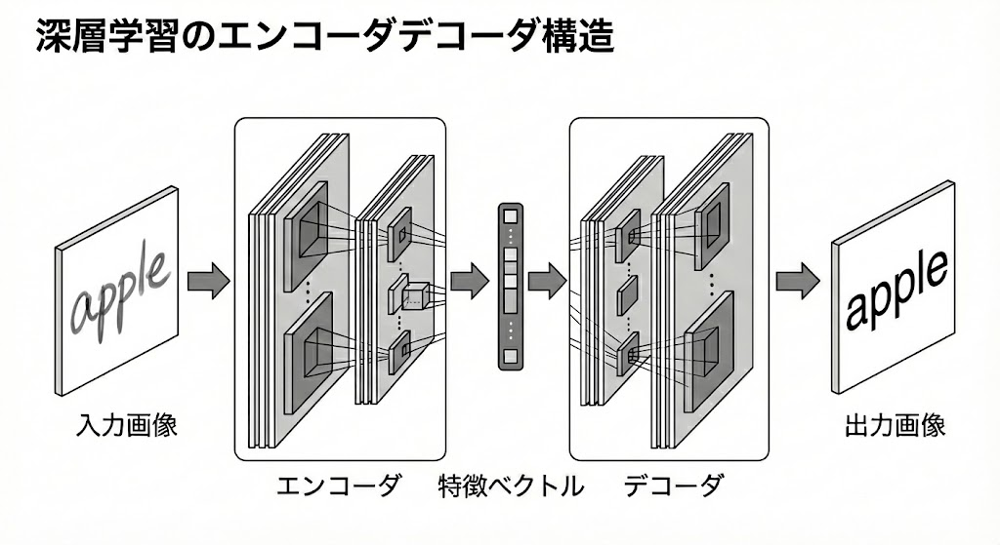 深層学習のエンコーダデコーダ構造
apple
apple
入力画像
出力画像
エンコーダ
特徴ベクトル
デコーダ